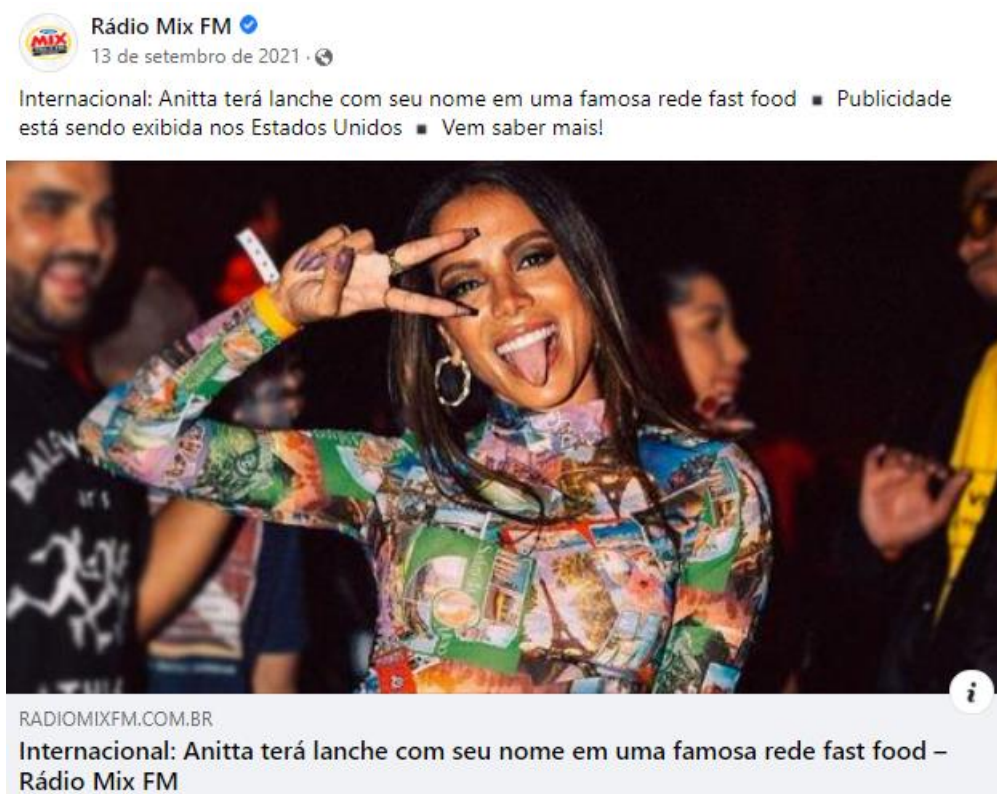 MIX
Rádio Mix FM
13 de setembro de 2021 ·
Internacional: Anitta terá lanche com seu nome em uma famosa rede fast food ▪ Publicidade
está sendo exibida nos Estados Unidos ▪ Vem saber mais!
IT'S
i
RADIOMIXFM.COM.BR
Internacional: Anitta terá lanche com seu nome em uma famosa rede fast food –
Rádio Mix FM